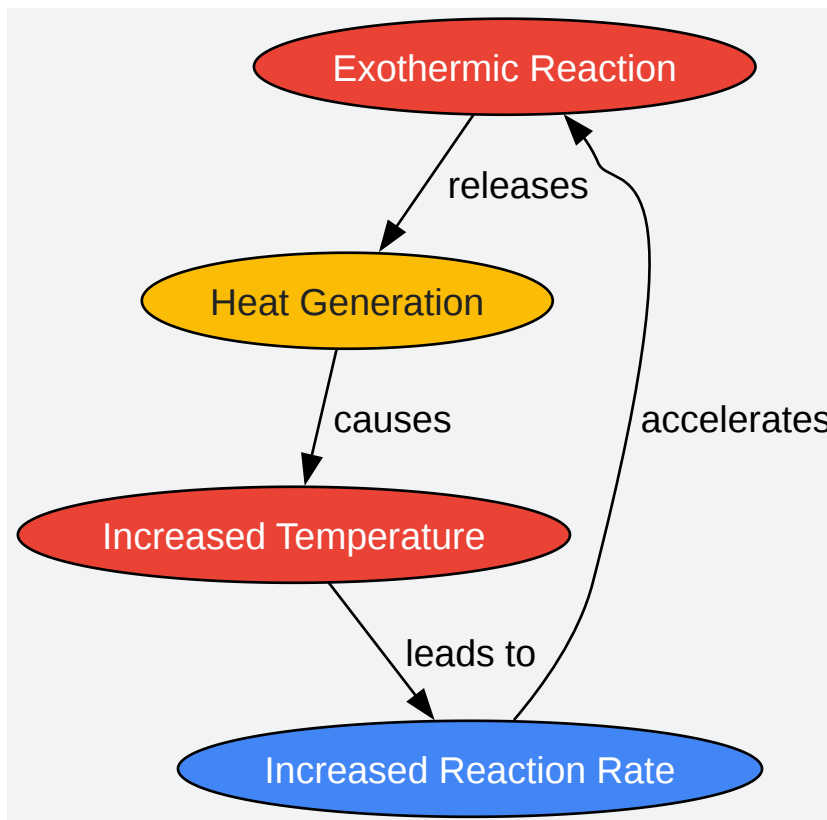 Exothermic Reaction
releases
Heat Generation
causes
accelerates
Increased Temperature
leads to
Increased Reaction Rate